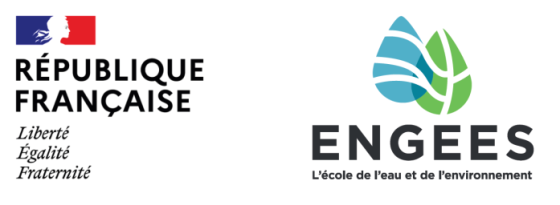 RÉPUBLIQUE
FRANÇAISE
Liberté
Égalité
Fraternité
ENGEES
L'école de l'eau et de l'environnement